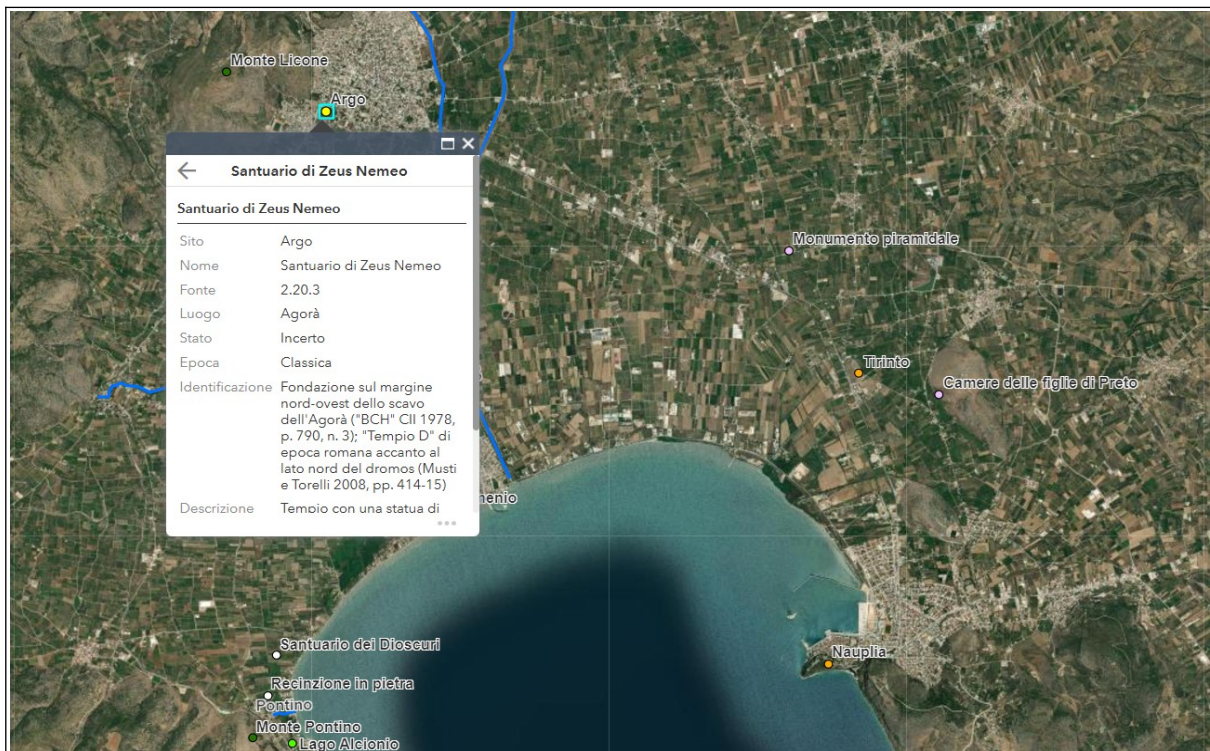 Monte Licone
Argo
Santuario di Zeus Nemeo
Santuario di Zeus Nemeo
Sito Argo
Nome Santuario di Zeus Nemeo
Fonte 2.20.3
Luogo Agorà
Stato Incerto
Epoca Classica
Identificazione Fondazione sul margine
nord-ovest dello scavo
dell'Agorà ("BCH" CII 1978,
p. 790, n. 3); "Tempio D" di
epoca romana accanto al
lato nord del dromos (Musti
e Torelli 2008, pp. 414-15)
Descrizione Tempio con una statua di
Monumento piramidale
Tirinto
Camere delle figlie di Preto
Santuario dei Dioscuri
Recinzione in pietra
Pontino
Monte Pontino
Lago Alcionio
Nauplia